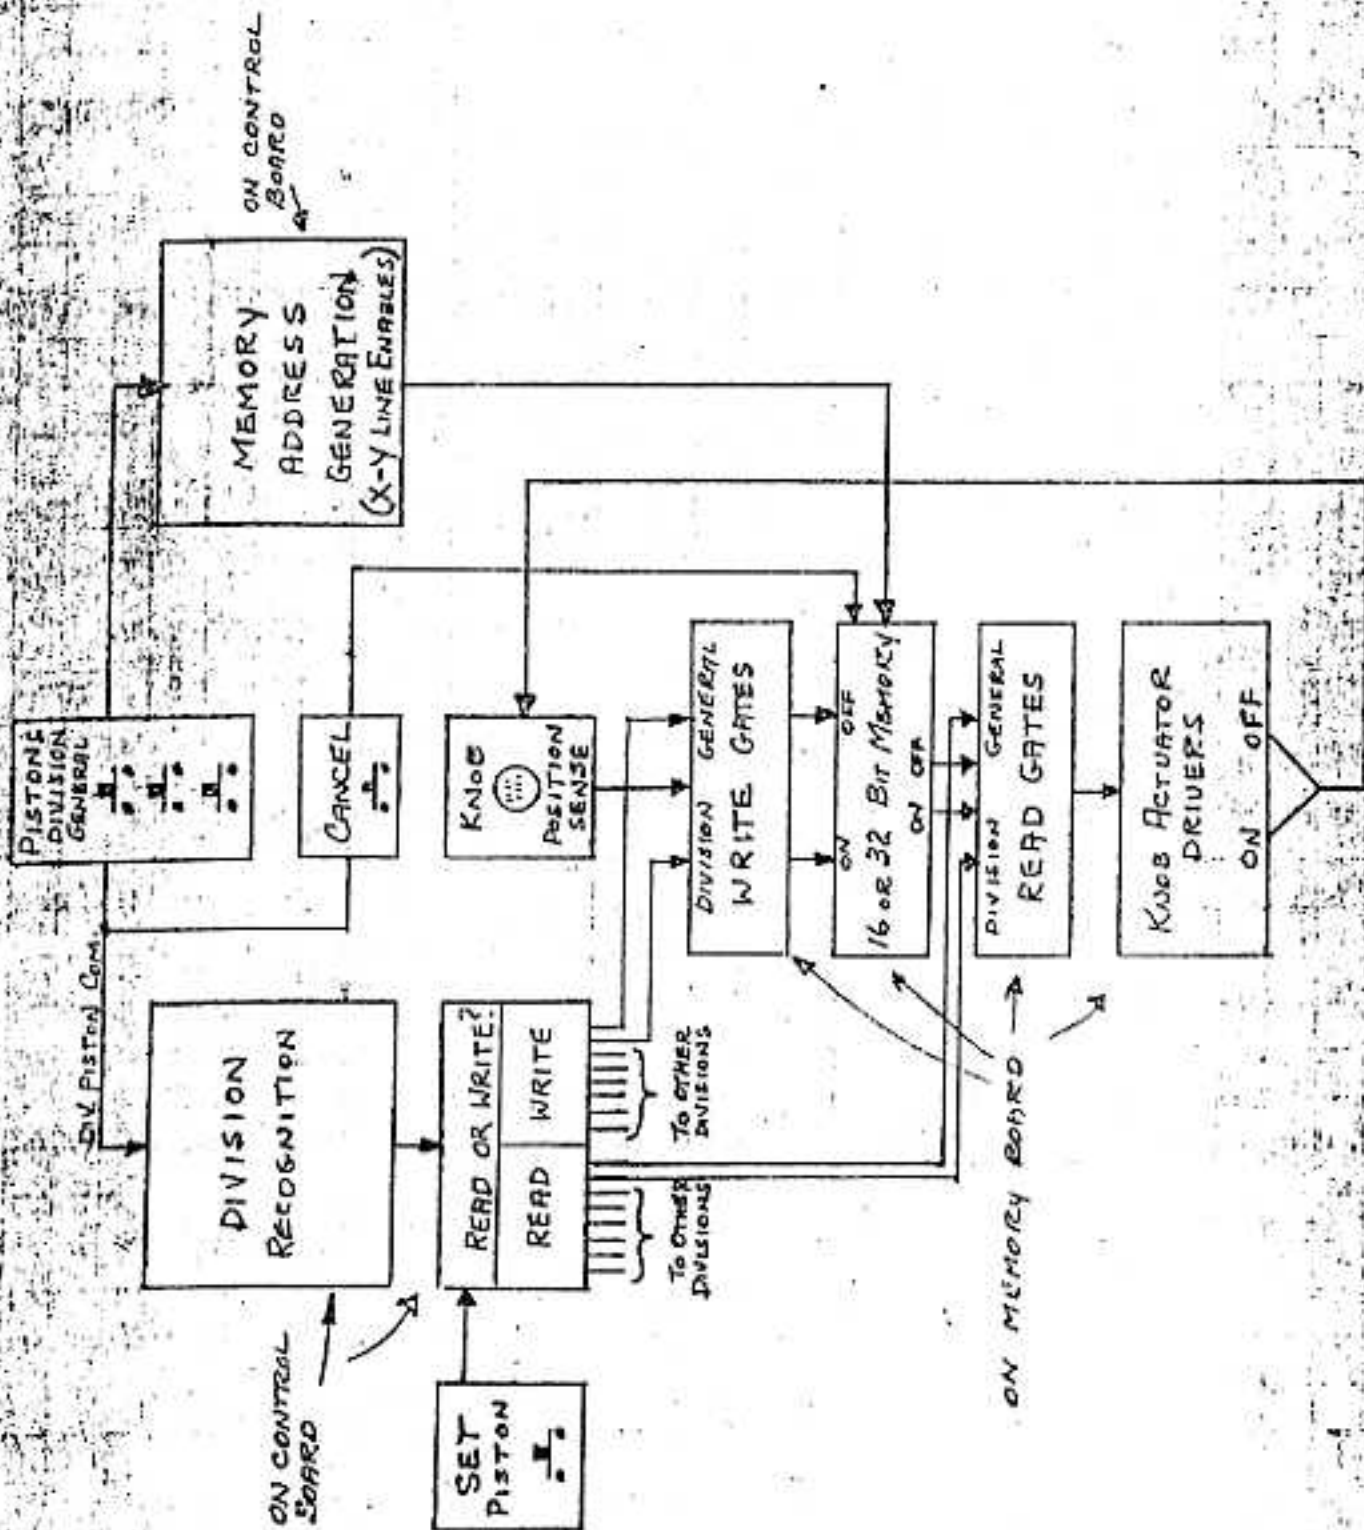 PISTONS
DIVISION
GENERAL
DIV. PISTON COM.
ON CONTROL
BOARD
MEMORY
ADDRESS
GENERATION
(X-Y LINE ENABLES)
DIVISION
RECOGNITION
ON CONTROL
BOARD
CANCEL
SET
PISTON
READ OR WRITE?
READ WRITE
TO OTHER
DIVISIONS
TO OTHER
DIVISIONS
KNOB
POSITION
SENSE
DIVISION GENERAL
WRITE GATES
ON OFF
16 OR 32 BIT MEMORY
ON OFF
DIVISION GENERAL
READ GATES
KNOB ACTUATOR
DRIVERS
ON OFF
ON MEMORY BOARD